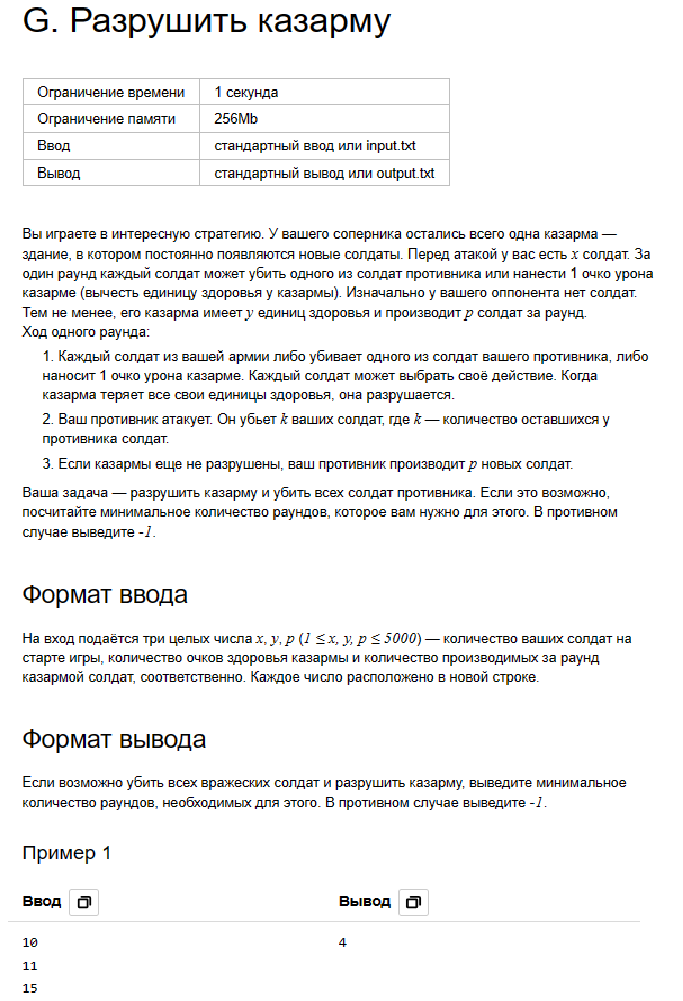 G. Разрушить казарму
Ограничение времени 1 секунда
Ограничение памяти 256Mb
Ввод стандартный ввод или input.txt
Вывод стандартный вывод или output.txt
Вы играете в интересную стратегию. У вашего соперника остались всего одна казарма —
здание, в котором постоянно появляются новые солдаты. Перед атакой у вас есть x солдат. За
один раунд каждый солдат может убить одного из солдат противника или нанести 1 очко урона
казарме (вычесть единицу здоровья у казармы). Изначально у вашего оппонента нет солдат.
Тем не менее, его казарма имеет y единиц здоровья и производит p солдат за раунд.
Ход одного раунда:
1. Каждый солдат из вашей армии либо убивает одного из солдат вашего противника, либо
наносит 1 очко урона казарме. Каждый солдат может выбрать своё действие. Когда
казарма теряет все свои единицы здоровья, она разрушается.
2. Ваш противник атакует. Он убьет k ваших солдат, где k — количество оставшихся у
противника солдат.
3. Если казармы еще не разрушены, ваш противник производит p новых солдат.
Ваша задача — разрушить казарму и убить всех солдат противника. Если это возможно,
посчитайте минимальное количество раундов, которое вам нужно для этого. В противном
случае выведите -1.
Формат ввода
На вход подаётся три целых числа x, y, p (1 ≤ x, y, p ≤ 5000) — количество ваших солдат на
старте игры, количество очков здоровья казармы и количество производимых за раунд
казармой солдат, соответственно. Каждое число расположено в новой строке.
Формат вывода
Если возможно убить всех вражеских солдат и разрушить казарму, выведите минимальное
количество раундов, необходимых для этого. В противном случае выведите -1.
Пример 1
Ввод Вывод
10 4
11
15